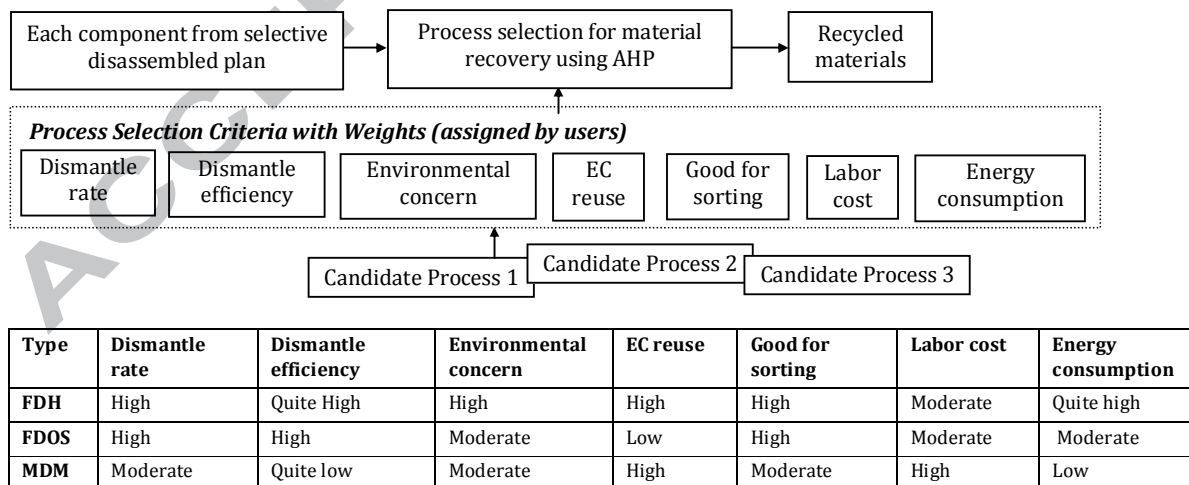 Each component from selective
disassembled plan
Process selection for material
recovery using AHP
Recycled
materials
Process Selection Criteria with Weights (assigned by users)
Dismantle
rate
Dismantle
efficiency
Environmental
concern
EC
reuse
Good for
sorting
Labor
cost
Energy
consumption
Candidate Process 1
Candidate Process 2
Candidate Process 3
Type Dismantle rate Dismantle efficiency Environmental concern EC reuse Good for sorting Labor cost Energy consumption
FDH High Quite High High High High Moderate Quite high
FDOS High High Moderate Low High Moderate Moderate
MDM Moderate Quite low Moderate High Moderate High Low